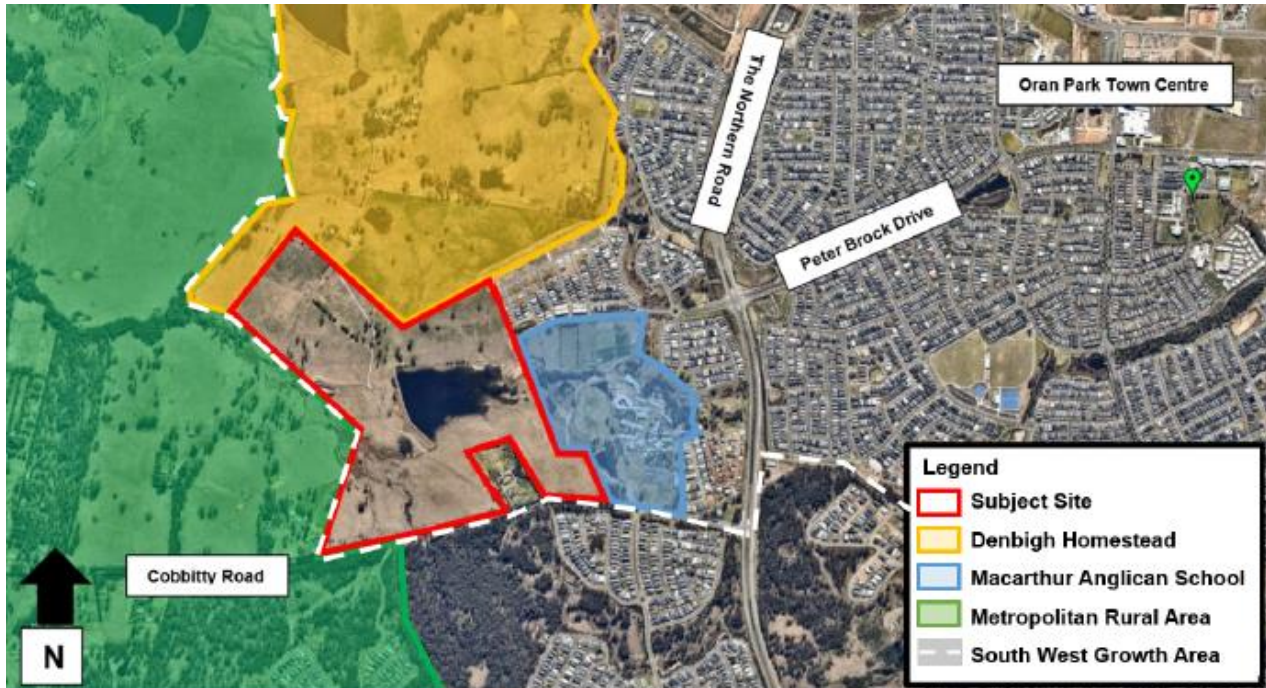 The Northern Road
Oran Park Town Centre
Peter Brock Drive
Cobbitty Road
N
Legend
Subject Site
Denbigh Homestead
Macarthur Anglican School
Metropolitan Rural Area
South West Growth Area